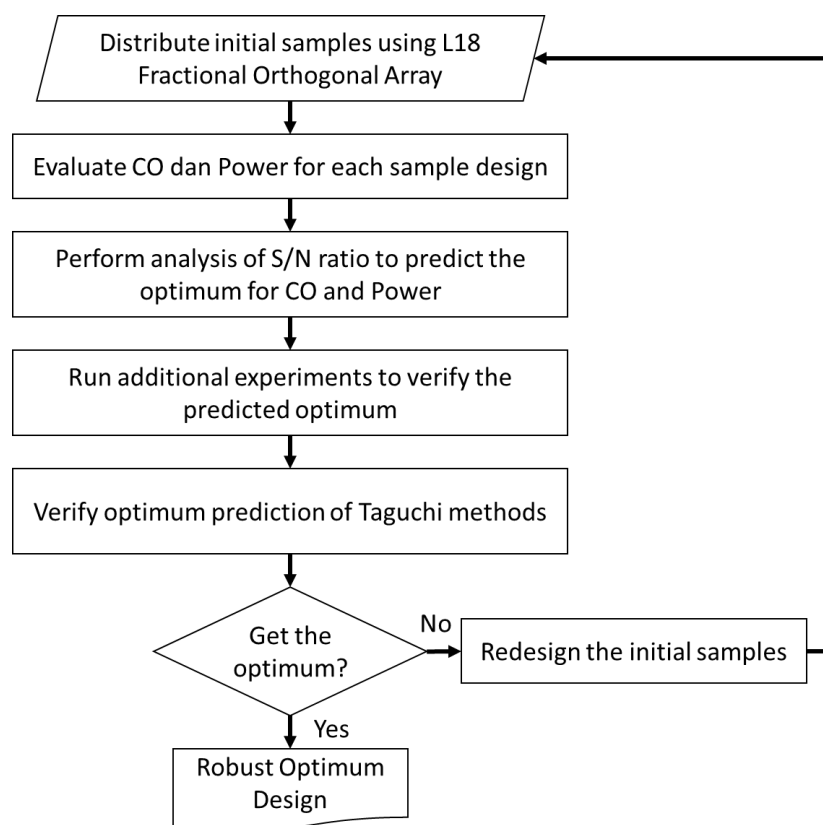 Distribute initial samples using L18
Fractional Orthogonal Array
Evaluate CO dan Power for each sample design
Perform analysis of S/N ratio to predict the
optimum for CO and Power
Run additional experiments to verify the
predicted optimum
Verify optimum prediction of Taguchi methods
Get the
optimum?
No
Redesign the initial samples
Yes
Robust Optimum
Design